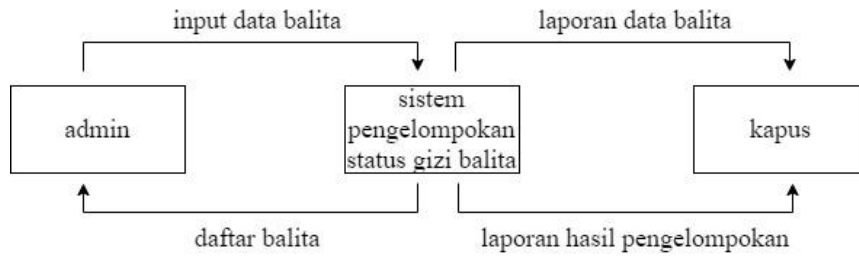 input data balita
laporan data balita
admin
sistem
pengelompokan
status gizi balita
kapus
daftar balita
laporan hasil pengelompokan